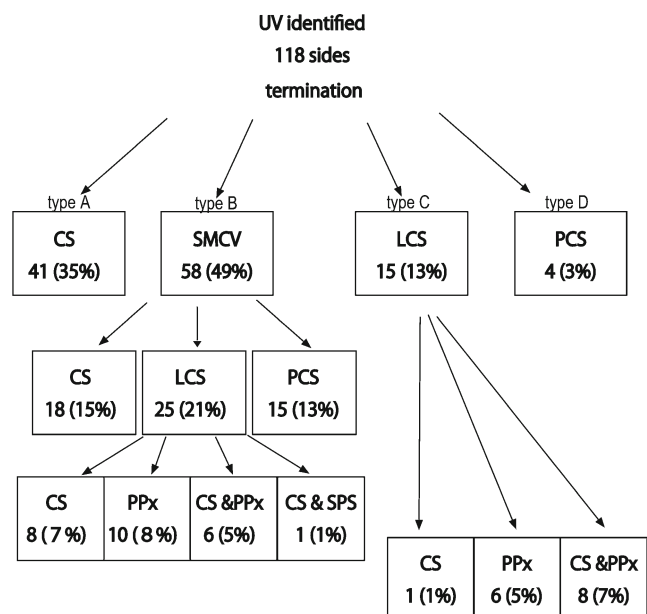 UV identified
118 sides
termination
type A
CS
41 (35%)
type B
SMCV
58 (49%)
type C
LCS
15 (13%)
type D
PCS
4 (3%)
CS
18 (15%)
LCS
25 (21%)
PCS
15 (13%)
CS
8 ( 7 %)
PPx
10 ( 8 %)
CS &PPx
6 (5%)
CS & SPS
1 (1%)
CS
1 (1%)
PPx
6 (5%)
CS &PPx
8 (7%)